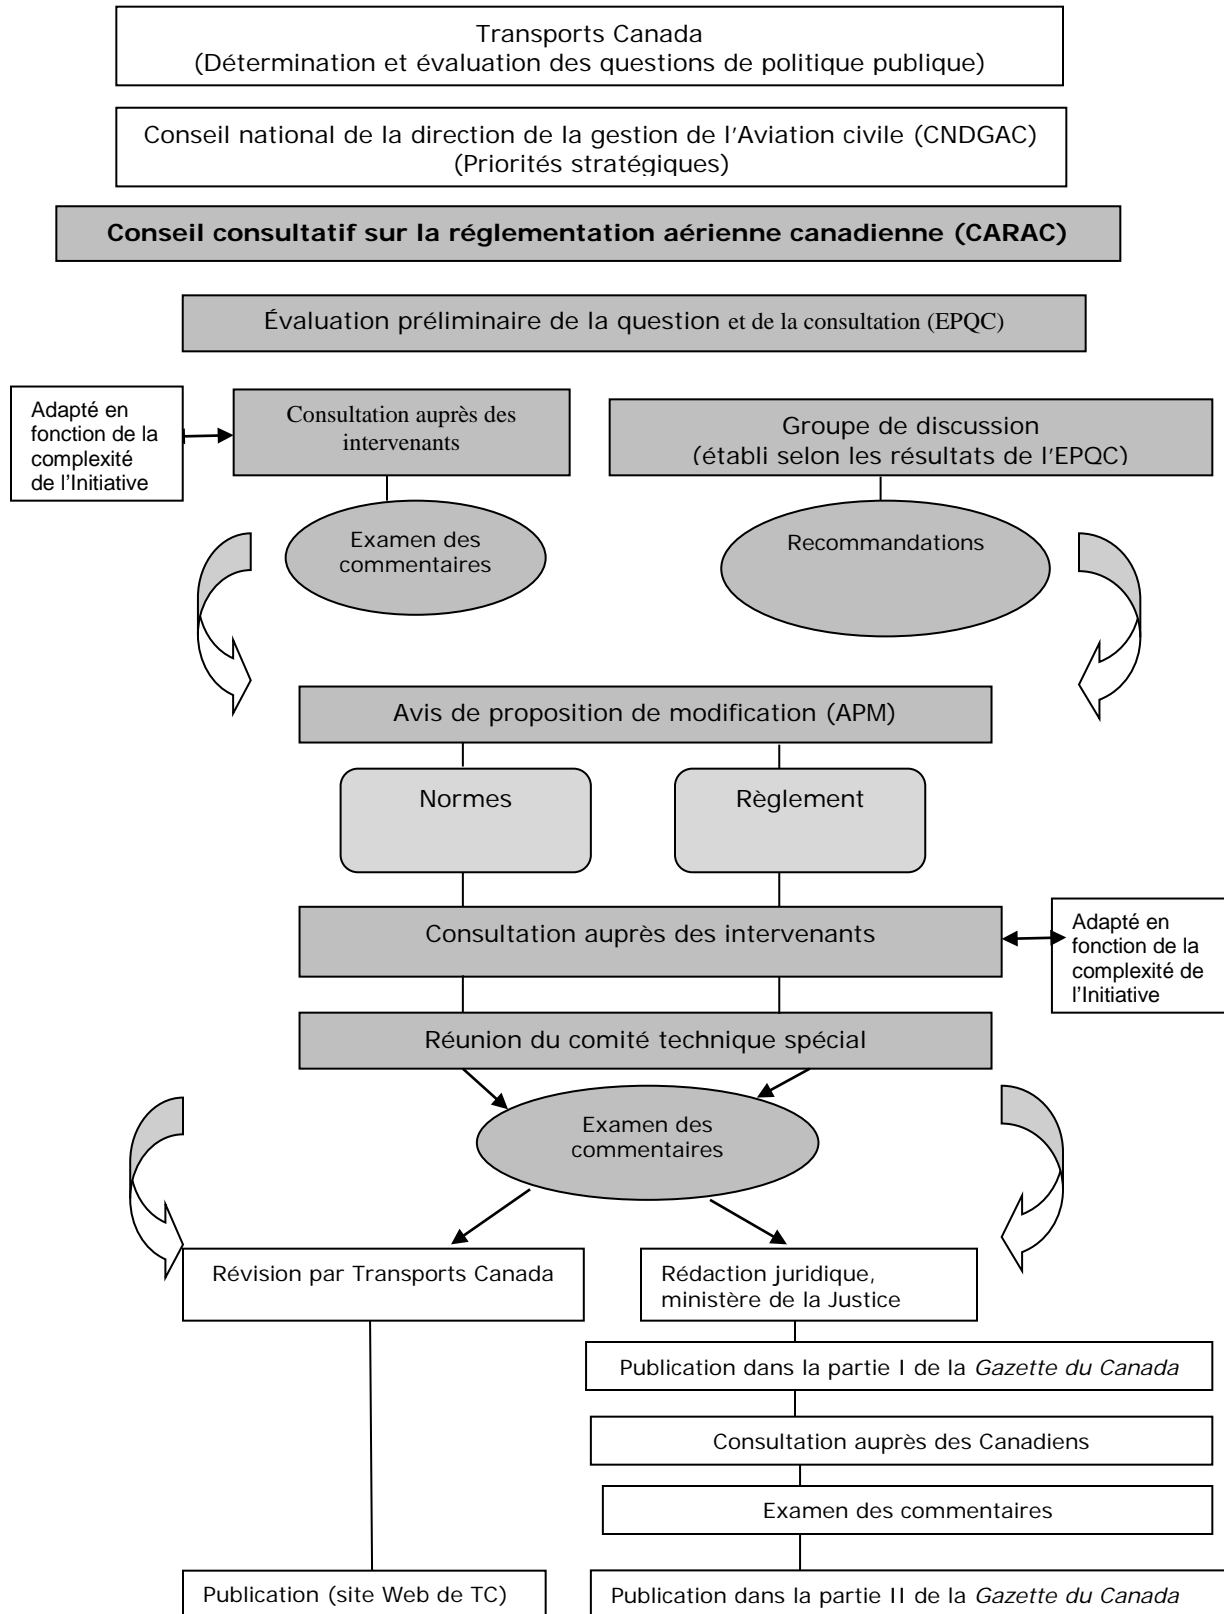 Transports Canada
(Détermination et évaluation des questions de politique publique)
Conseil national de la direction de la gestion de l'Aviation civile (CNDGAC)
(Priorités stratégiques)
Conseil consultatif sur la réglementation aérienne canadienne (CARAC)
Évaluation préliminaire de la question et de la consultation (EPQC)
Adapté en
fonction de la
complexité
de l'Initiative
Consultation auprès des
intervenants
Groupe de discussion
(établi selon les résultats de l'EPQC)
Examen des
commentaires
Recommandations
Avis de proposition de modification (APM)
Normes
Règlement
Consultation auprès des intervenants
Adapté en
fonction de la
complexité de
l'Initiative
Réunion du comité technique spécial
Examen des
commentaires
Révision par Transports Canada
Rédaction juridique,
ministère de la Justice
Publication dans la partie I de la Gazette du Canada
Consultation auprès des Canadiens
Examen des commentaires
Publication (site Web de TC)
Publication dans la partie II de la Gazette du Canada